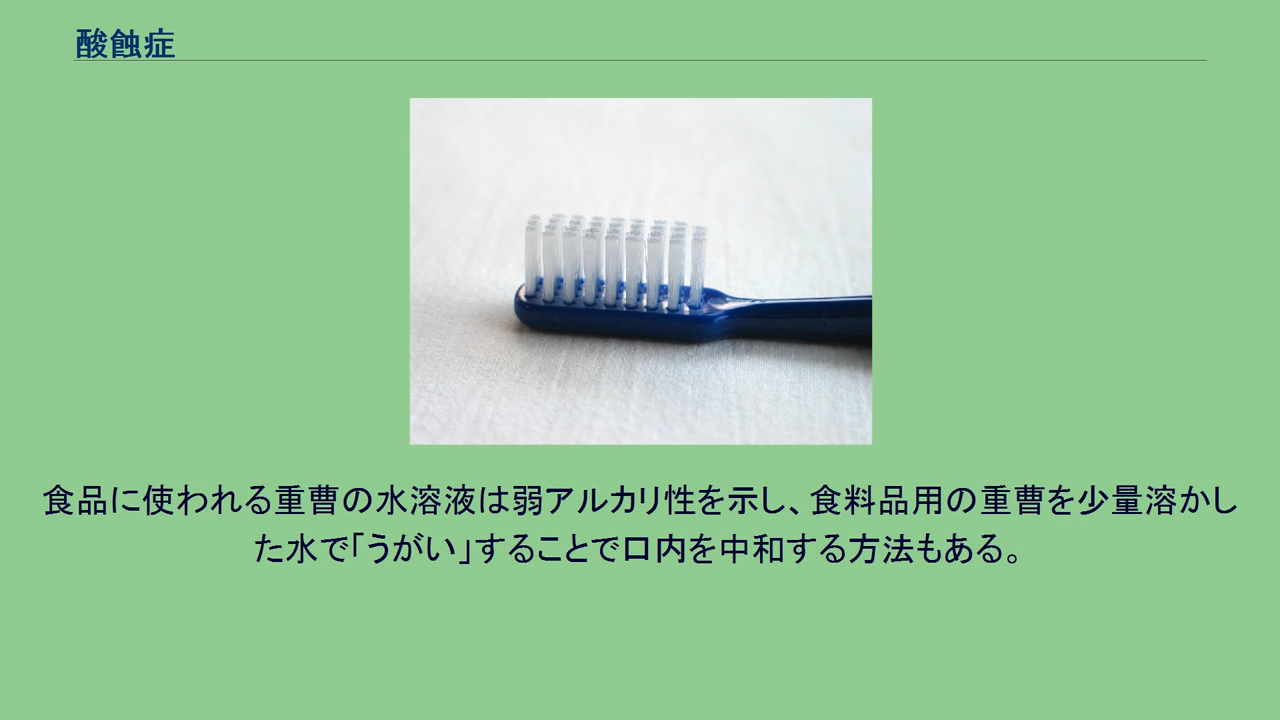 酸蝕症
食品に使われる重曹の水溶液は弱アルカリ性を示し、食料品用の重曹を少量溶かし
た水で「うがい」することで口内を中和する方法もある。